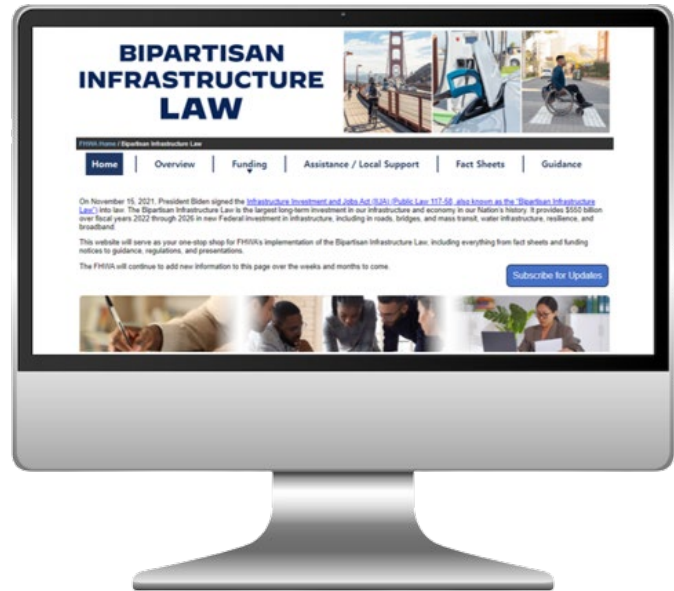 BIPARTISAN
INFRASTRUCTURE
LAW
FHWA Home / Bipartisan Infrastructure Law
Home
Overview
Funding
Assistance / Local Support
Fact Sheets
Guidance
On November 15, 2021, President Biden signed the Infrastructure Investment and Jobs Act (IIJA) (Public Law 117-58, also known as the "Bipartisan Infrastructure
Law") into law. The Bipartisan Infrastructure Law is the largest long-term investment in our infrastructure and economy in our Nation's history. It provides $550 billion
over fiscal years 2022 through 2026 in new Federal investment in infrastructure, including in roads, bridges, and mass transit, water infrastructure, resilience, and
broadband.
This website will serve as your one-stop shop for FHWA's implementation of the Bipartisan Infrastructure Law, including everything from fact sheets and funding
notices to guidance, regulations, and presentations.
The FHWA will continue to add new information to this page over the weeks and months to come.
Subscribe for Updates